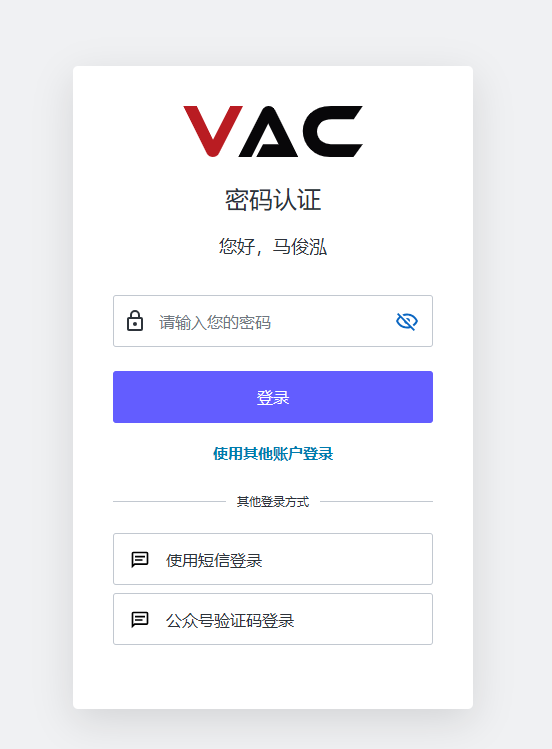 VAC
密码认证
您好，马俊泓
请输入您的密码
登录
使用其他账户登录
其他登录方式
使用短信登录
公众号验证码登录